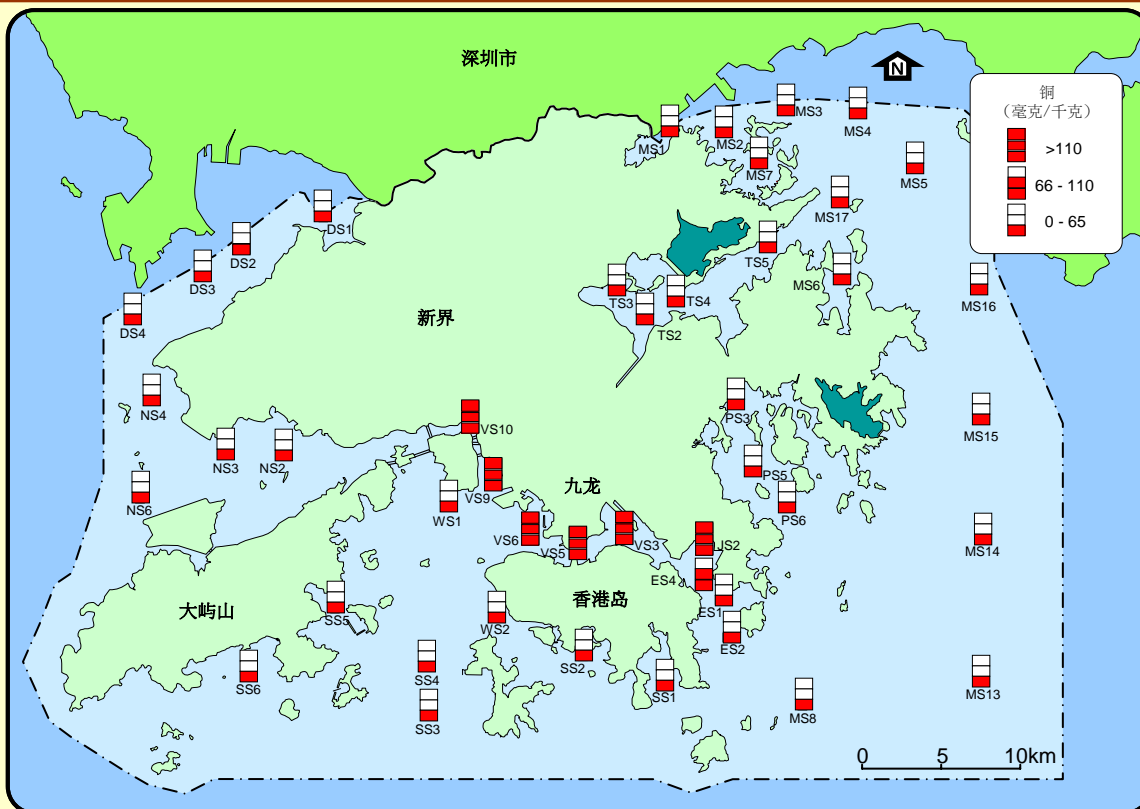 深圳市
N
铜
(毫克/千克)
>110
66 - 110
0 - 65
MS3
MS4
MS1
MS2
MS7
MS5
MS17
DS1
DS2
TS5
DS3
MS6
MS16
TS3
TS4
DS4
TS2
新界
NS4
PS3
VS10
MS15
NS3
NS2
VS9
PS5
九龙
NS6
WS1
PS6
VS6
VS5
VS3
JS2
MS14
ES4
大屿山
SS5
香港岛
ES1
WS2
ES2
SS2
SS4
SS6
SS1
MS13
MS8
SS3
0 5 10km